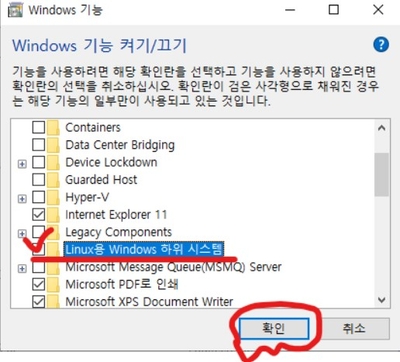 Windows 기능
Windows 기능 켜기/끄기
기능을 사용하려면 해당 확인란을 선택하고 기능을 사용하지 않으려면
확인란의 선택을 취소하십시오. 확인란이 검은 사각형으로 채워진 경우
는 해당 기능의 일부만이 사용되고 있는 것입니다.
Containers
Data Center Bridging
Device Lockdown
Guarded Host
Hyper-V
Internet Explorer 11
Legacy Components
Linux용 Windows 하위 시스템
Microsoft Message Queue(MSMQ) Server
Microsoft PDF로 인쇄
Microsoft XPS Document Writer
확인
취소